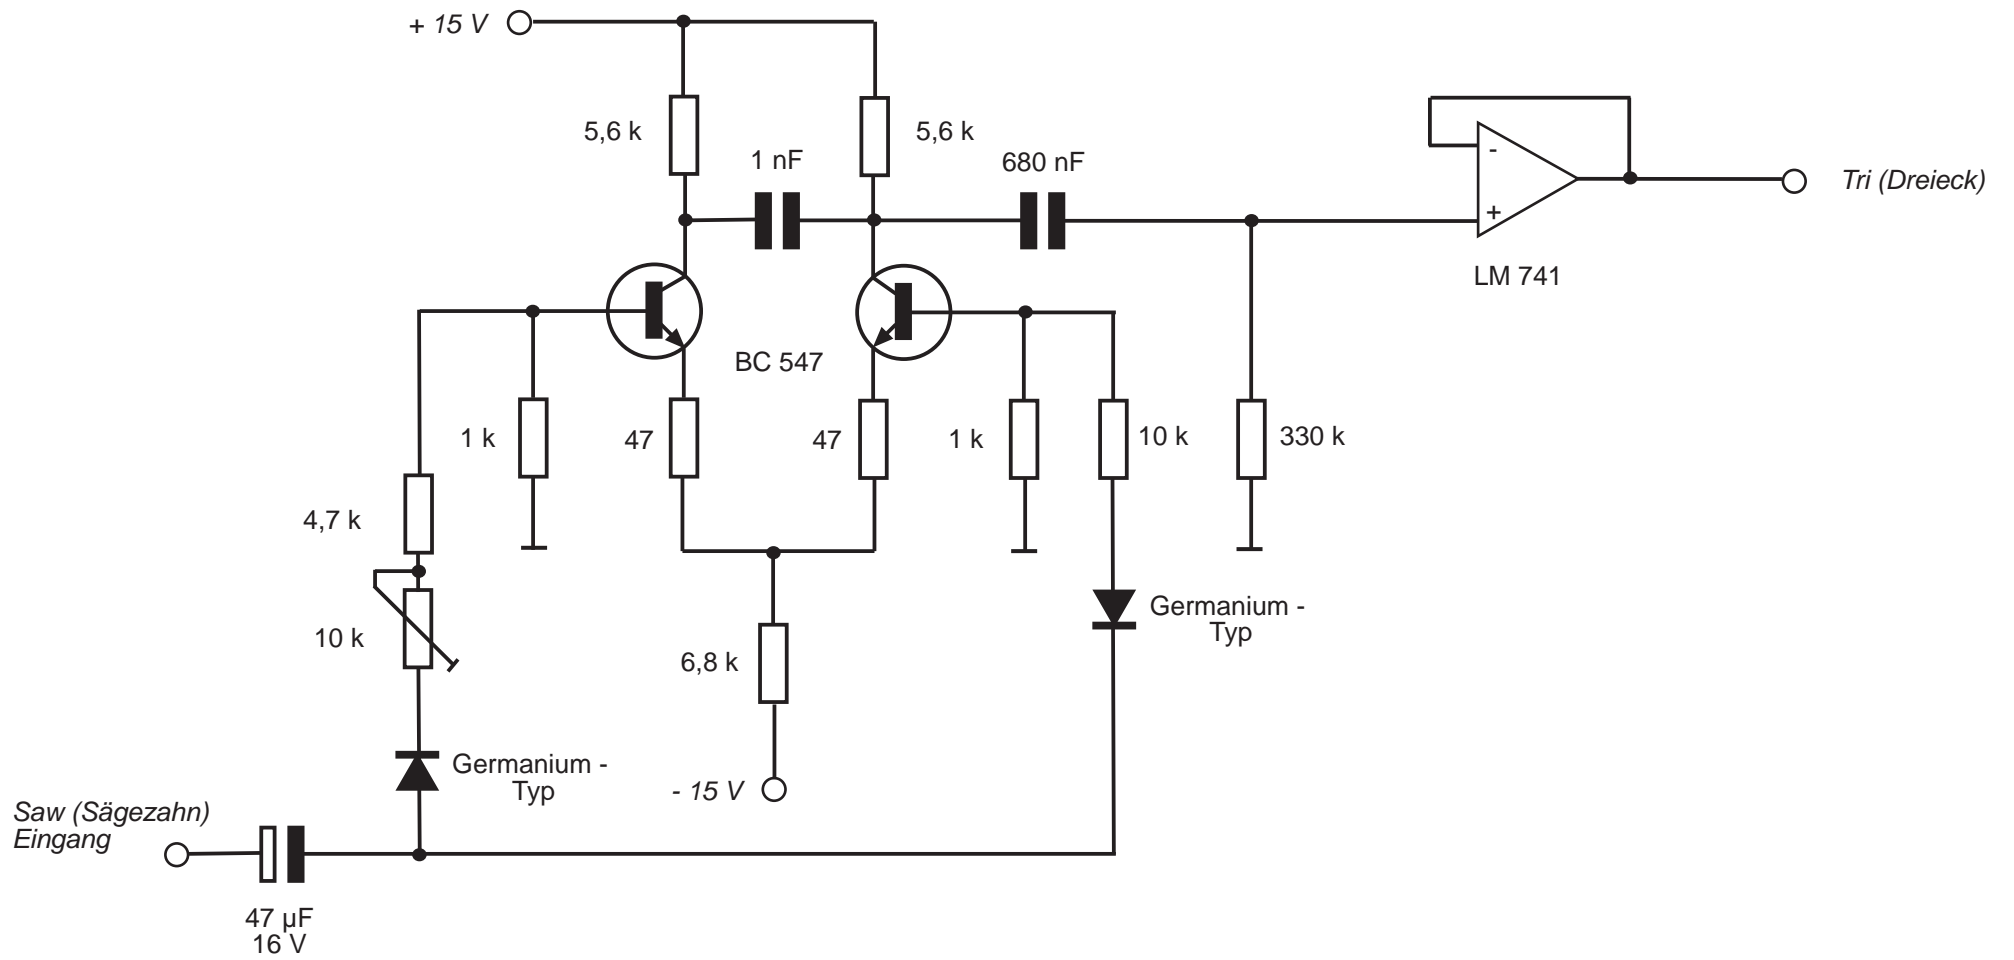 + 15 V
5,6 k
5,6 k
1 nF
680 nF
-
+
Tri (Dreieck)
LM 741
BC 547
1 k
47
47
1 k
10 k
330 k
4,7 k
10 k
6,8 k
Germanium -
Typ
Germanium -
Typ
- 15 V
Saw (Sägezahn)
Eingang
47 µF
16 V